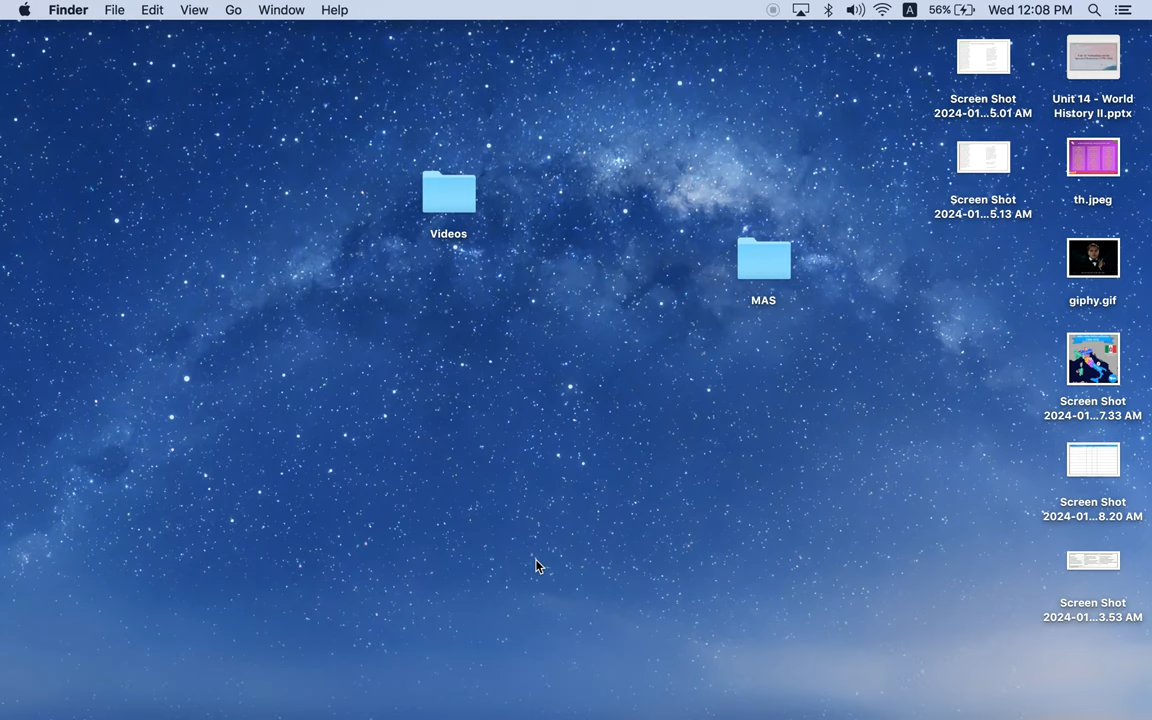 Finder File Edit View Go Window Help A 56% Wed 12:08 PM
Screen Shot
2024-01...5.01 AM
Unit 14 - World
History II.pptx
Screen Shot
2024-01...5.13 AM
th.jpeg
Videos
MAS
giphy.gif
Screen Shot
2024-01...7.33 AM
Screen Shot
2024-01...8.20 AM
Screen Shot
2024-01...3.53 AM